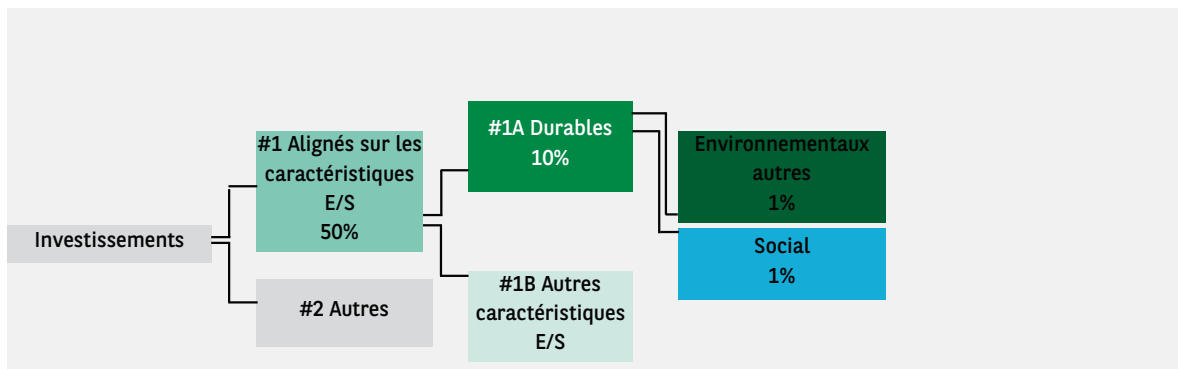 Investissements
#1 Alignés sur les
caractéristiques
E/S
50%
#2 Autres
#1A Durables
10%
#1B Autres
caractéristiques
E/S
Environnementaux
autres
1%
Social
1%